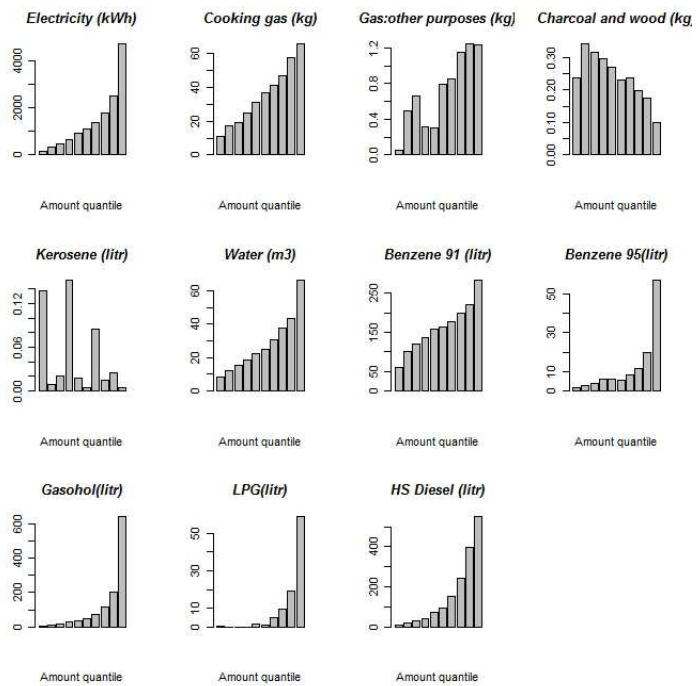 Electricity (kWh)
Cooking gas (kg)
Gas:other purposes (kg)
Charcoal and wood (kg)
0 2000 4000
0 20 40 60
0.0 0.4 0.8 1.2
0.00 0.10 0.20 0.30
Amount quantile
Amount quantile
Amount quantile
Amount quantile
Kerosene (litr)
Water (m3)
Benzene 91 (litr)
Benzene 95(litr)
0.00 0.06 0.12
0 20 40 60
0 50 150 250
0 10 30 50
Amount quantile
Amount quantile
Amount quantile
Amount quantile
Gasohol(litr)
LPG(litr)
HS Diesel (litr)
0 200 400 600
0 10 30 50
0 200 400
Amount quantile
Amount quantile
Amount quantile